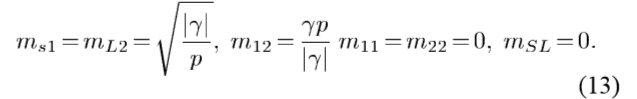 m_{s1} = m_{L2} = \sqrt{\frac{|\gamma|}{p}}, m_{12} = \frac{\gamma p}{|\gamma|} m_{11} = m_{22} = 0, m_{SL} = 0.
(13)